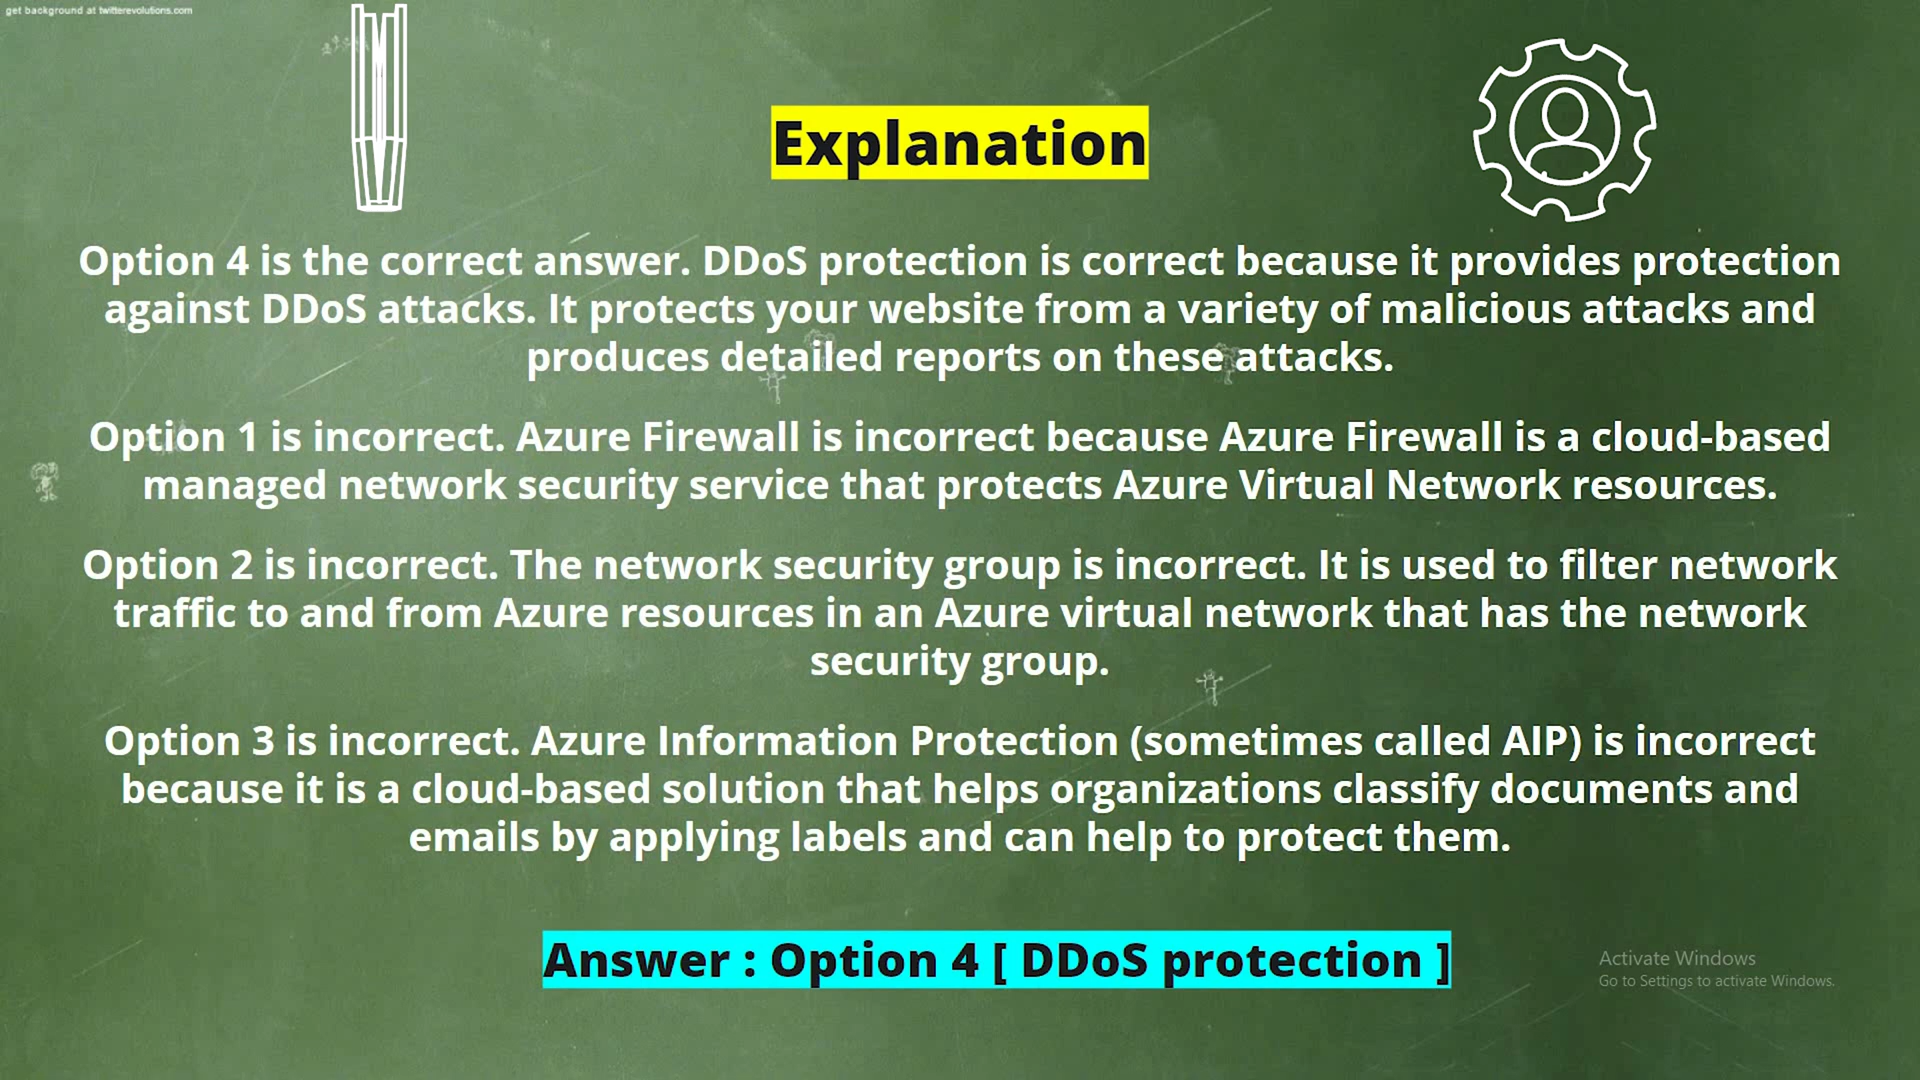 get background at twitterevolutions.com
Explanation
Option 4 is the correct answer. DDoS protection is correct because it provides protection
against DDoS attacks. It protects your website from a variety of malicious attacks and
produces detailed reports on these attacks.
Option 1 is incorrect. Azure Firewall is incorrect because Azure Firewall is a cloud-based
managed network security service that protects Azure Virtual Network resources.
Option 2 is incorrect. The network security group is incorrect. It is used to filter network
traffic to and from Azure resources in an Azure virtual network that has the network
security group.
Option 3 is incorrect. Azure Information Protection (sometimes called AIP) is incorrect
because it is a cloud-based solution that helps organizations classify documents and
emails by applying labels and can help to protect them.
Answer : Option 4 [ DDoS protection ]
Activate Windows
Go to Settings to activate Windows.